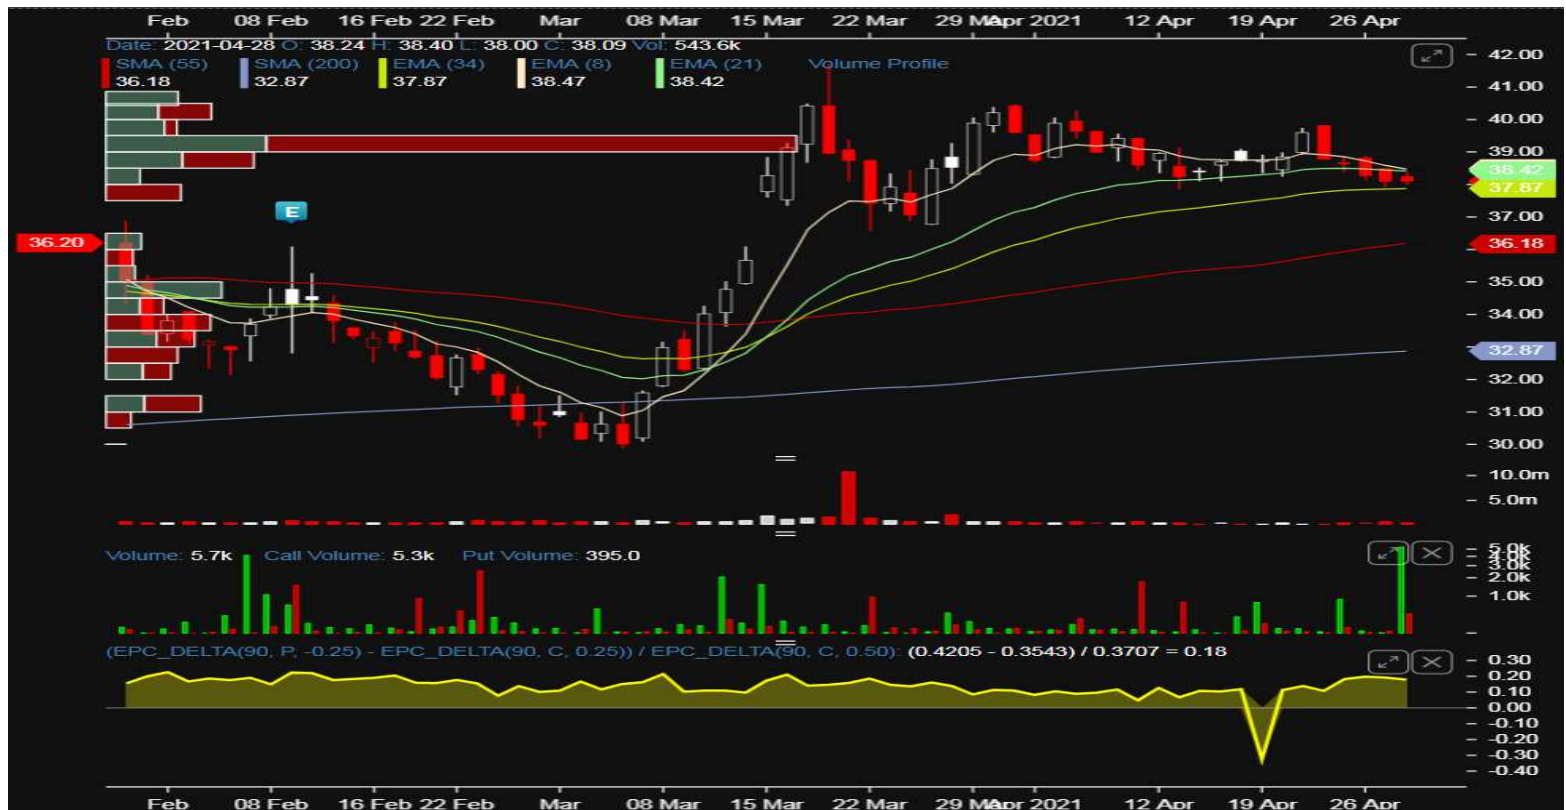 Feb 08 Feb 16 Feb 22 Feb Mar 08 Mar 15 Mar 22 Mar 29 Mar Apr 2021 12 Apr 19 Apr 26 Apr
Date: 2021-04-28 O: 38.24 H: 38.40 L: 38.00 C: 38.09 Vol: 543.6k
SMA (55) SMA (200) EMA (34) EMA (8) EMA (21) Volume Profile
36.18 32.87 37.87 38.47 38.42
42.00
41.00
40.00
39.00
38.42
37.87
37.00
E
36.20
36.18
35.00
34.00
32.87
32.00
31.00
30.00
10.0m
5.0m
Volume: 5.7k Call Volume: 5.3k Put Volume: 395.0
5.0k
4.0k
3.0k
2.0k
1.0k
(EPC_DELTA(90, P, -0.25) - EPC_DELTA(90, C, 0.25)) / EPC_DELTA(90, C, 0.50): (0.4205 - 0.3543) / 0.3707 = 0.18
0.30
0.20
0.10
0.00
-0.10
-0.20
-0.30
-0.40
Feb 08 Feb 16 Feb 22 Feb Mar 08 Mar 15 Mar 22 Mar 29 Mar Apr 2021 12 Apr 19 Apr 26 Apr